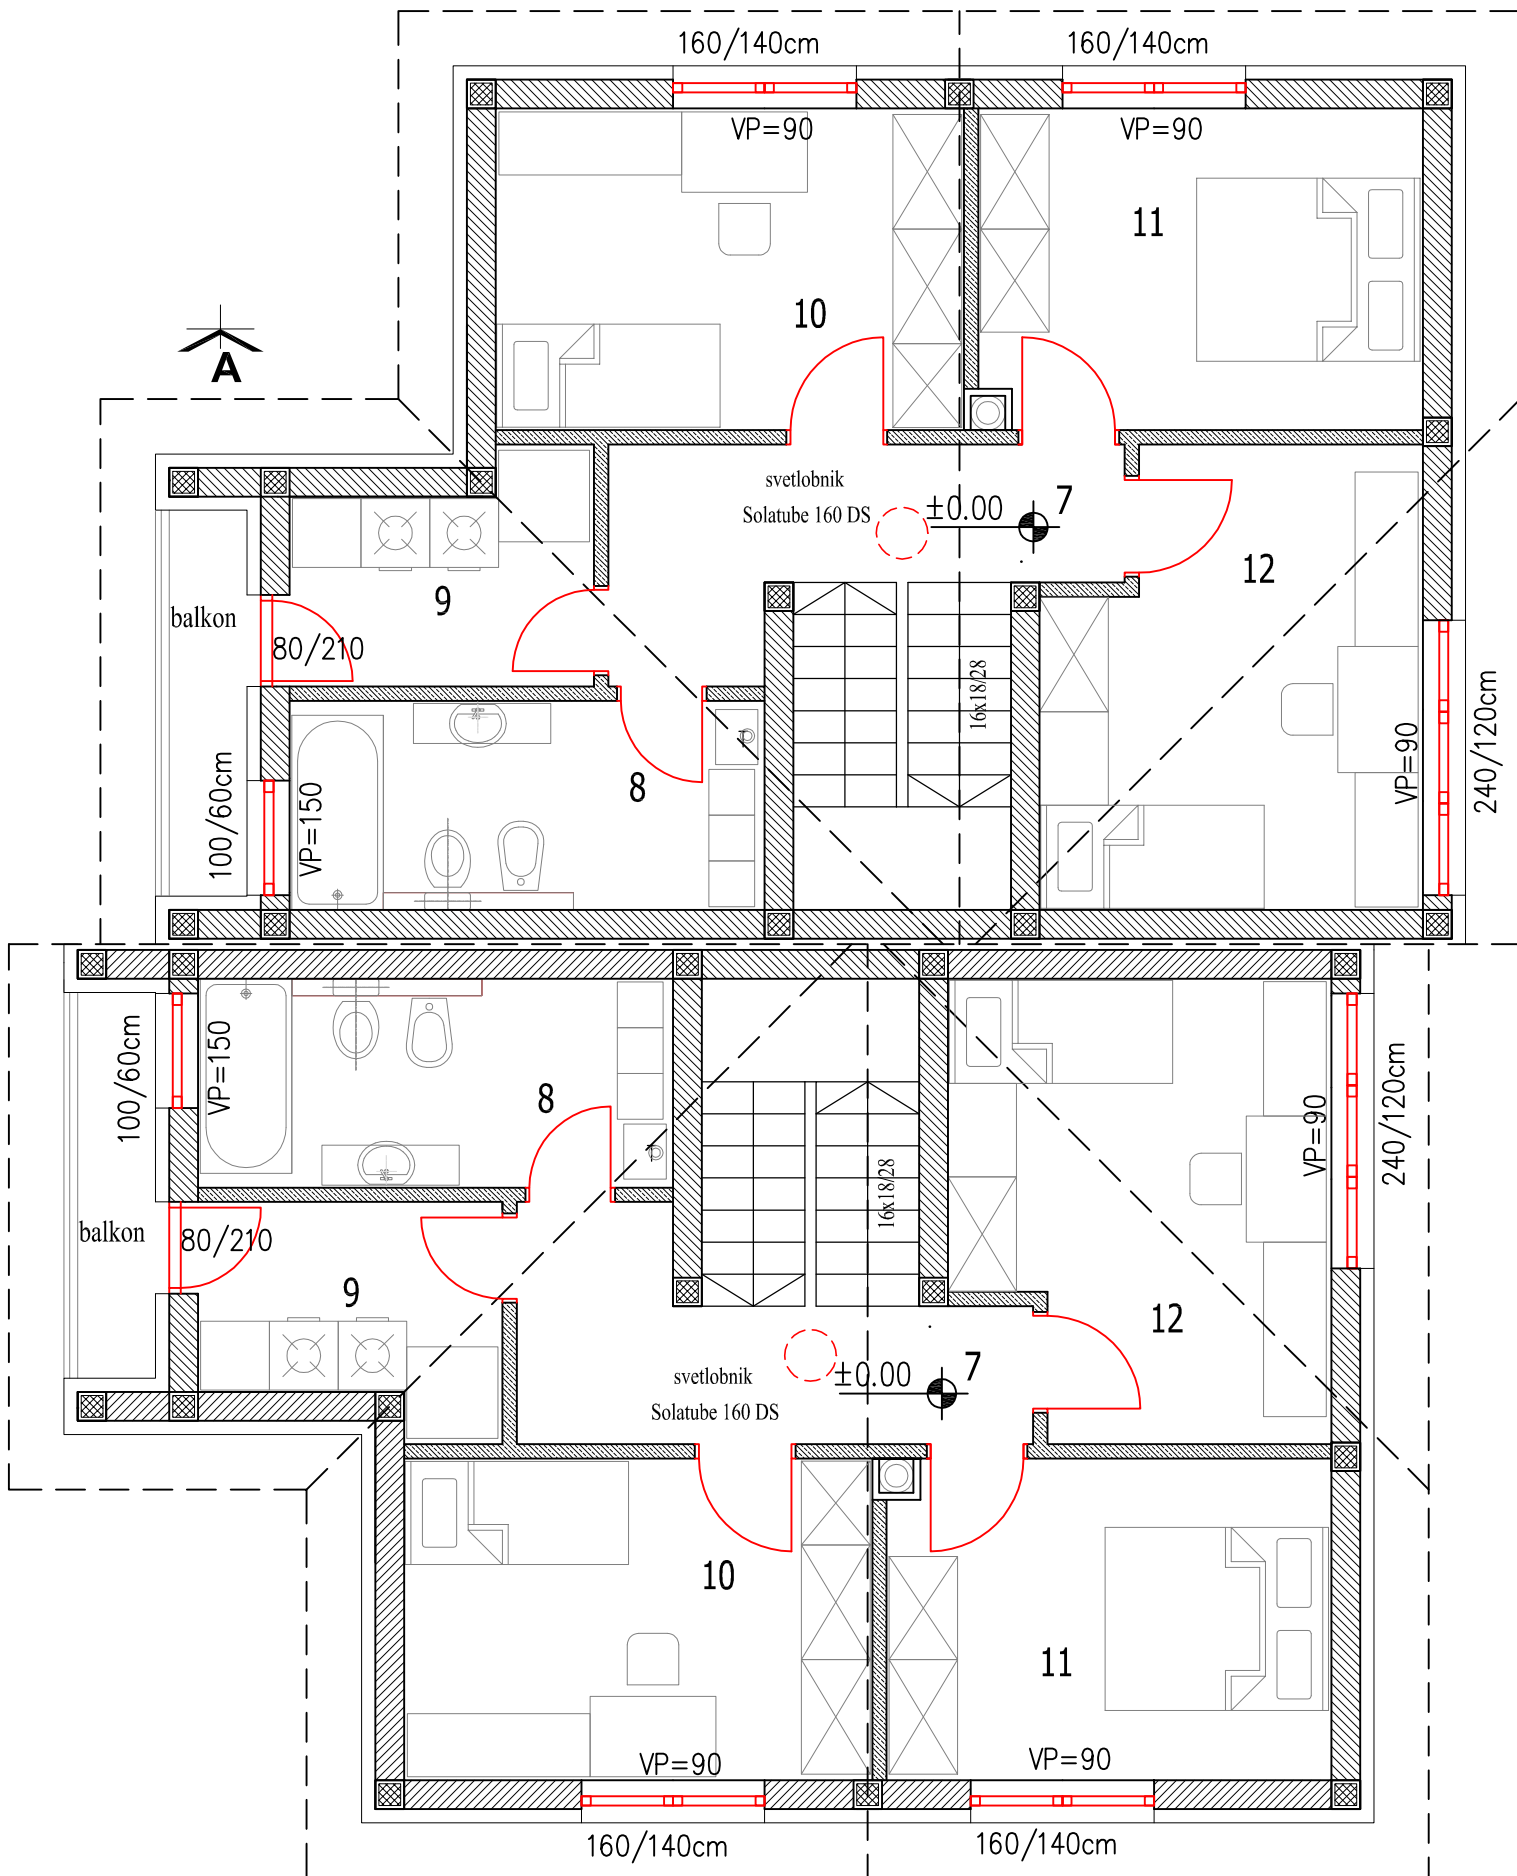 160/140cm
160/140cm
VP=90
VP=90
11
10
A
svetlobnik
Solatube 160 DS
±0.00
7
12
9
balkon
80/210
16x18/28
8
100/60cm
VP=150
VP=90
240/120cm
100/60cm
VP=150
8
VP=90
240/120cm
16x18/28
balkon
80/210
9
12
svetlobnik
Solatube 160 DS
±0.00
7
10
11
VP=90
VP=90
160/140cm
160/140cm